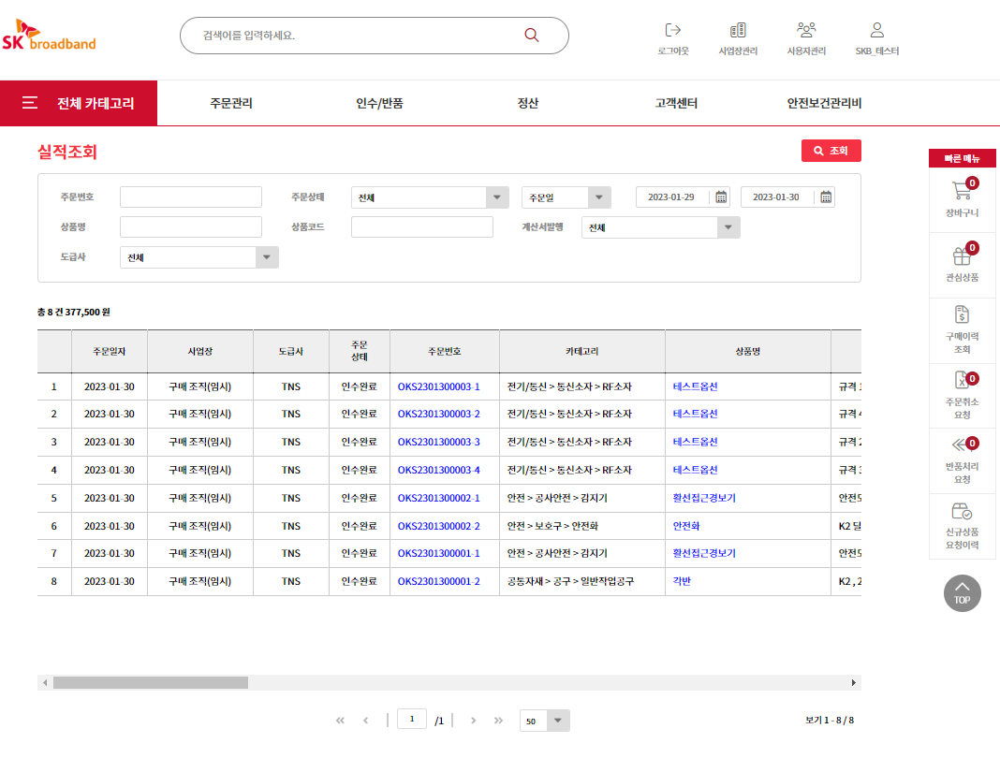 SK broadband
검색어를 입력하세요.
로그아웃 사업장관리 사용자관리 SKB_테스터
전체 카테고리 주문관리 인수/반품 정산 고객센터 안전보건관리비
실적조회 조회
주문번호 주문상태 전체 주문일 2023-01-29 2023-01-30
상품명 상품코드 계산서발행 전체
도급사 전체
총 8 건 377,500 원
주문일자 사업장 도급사 주문 상태 주문번호 카테고리 상품명
1 2023-01-30 구매 조직(임시) TNS 인수완료 OKS2301300003-1 전기/통신 > 통신소자 > RF소자 테스트옵션 규격 1
2 2023-01-30 구매 조직(임시) TNS 인수완료 OKS2301300003-2 전기/통신 > 통신소자 > RF소자 테스트옵션 규격 4
3 2023-01-30 구매 조직(임시) TNS 인수완료 OKS2301300003-3 전기/통신 > 통신소자 > RF소자 테스트옵션 규격 2
4 2023-01-30 구매 조직(임시) TNS 인수완료 OKS2301300003-4 전기/통신 > 통신소자 > RF소자 테스트옵션 규격 3
5 2023-01-30 구매 조직(임시) TNS 인수완료 OKS2301300002-1 안전 > 공사안전 > 감지기 활선접근경보기
6 2023-01-30 구매 조직(임시) TNS 인수완료 OKS2301300002-2 안전 > 보호구 > 안전화 안전화 K2
7 2023-01-30 구매 조직(임시) TNS 인수완료 OKS2301300001-1 안전 > 공사안전 > 감지기 활선접근경보기
8 2023-01-30 구매 조직(임시) TNS 인수완료 OKS2301300001-2 공통자재 > 공구 > 일반작업공구 각반 K2 , 2
1 /1 50 보기 1 - 8 / 8
빠른 메뉴
0
장바구니
0
관심상품
구매이력
조회
0
주문취소
요청
0
반품처리
요청
신규상품
요청이력
TOP